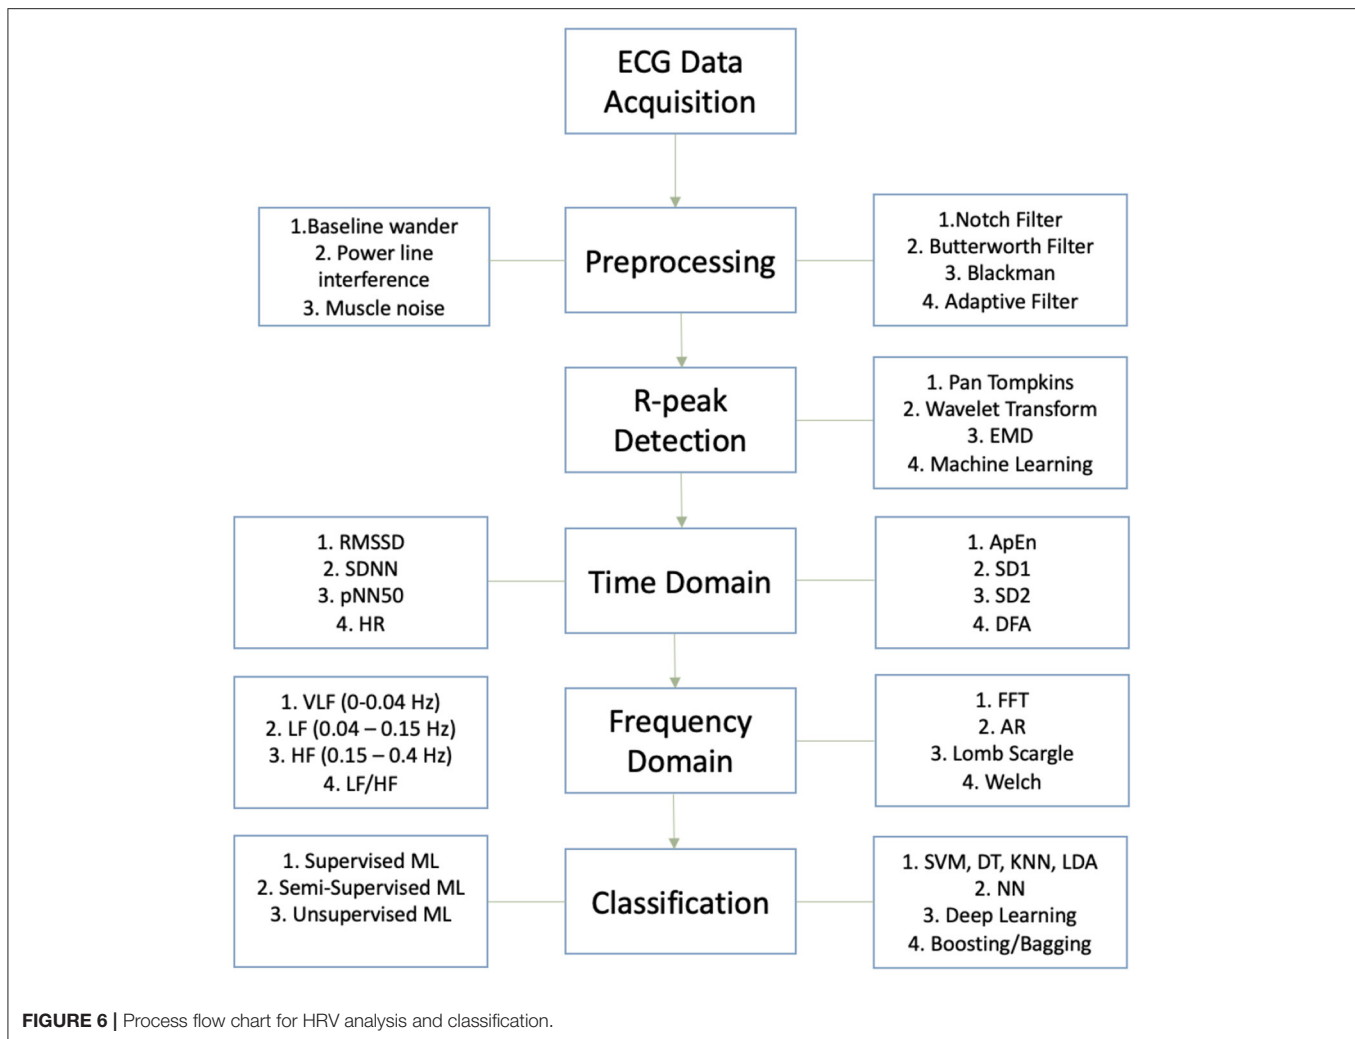 ECG Data
Acquisition
1.Baseline wander
2. Power line
interference
3. Muscle noise
Preprocessing
1.Notch Filter
2. Butterworth Filter
3. Blackman
4. Adaptive Filter
R-peak
Detection
1. Pan Tompkins
2. Wavelet Transform
3. EMD
4. Machine Learning
1. RMSSD
2. SDNN
3. pNN50
4. HR
Time Domain
1. ApEn
2. SD1
3. SD2
4. DFA
1. VLF (0-0.04 Hz)
2. LF (0.04 – 0.15 Hz)
3. HF (0.15 – 0.4 Hz)
4. LF/HF
Frequency
Domain
1. FFT
2. AR
3. Lomb Scargle
4. Welch
1. Supervised ML
2. Semi-Supervised ML
3. Unsupervised ML
Classification
1. SVM, DT, KNN, LDA
2. NN
3. Deep Learning
4. Boosting/Bagging
FIGURE 6 | Process flow chart for HRV analysis and classification.